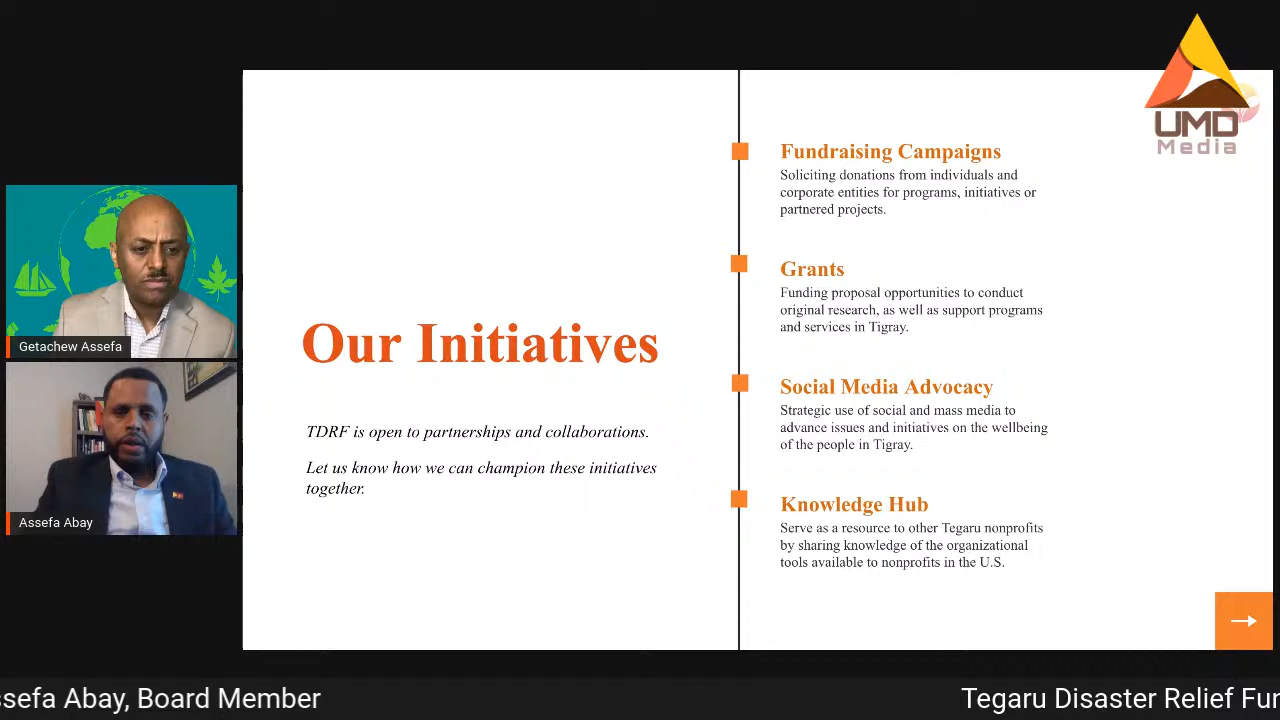 UMD
Media
Getachew Assefa
Assefa Abay
Our Initiatives
TDRF is open to partnerships and collaborations.
Let us know how we can champion these initiatives
together.
Fundraising Campaigns
Soliciting donations from individuals and
corporate entities for programs, initiatives or
partnered projects.
Grants
Funding proposal opportunities to conduct
original research, as well as support programs
and services in Tigray.
Social Media Advocacy
Strategic use of social and mass media to
advance issues and initiatives on the wellbeing
of the people in Tigray.
Knowledge Hub
Serve as a resource to other Tegaru nonprofits
by sharing knowledge of the organizational
tools available to nonprofits in the U.S.
ssefa Abay, Board Member
Tegaru Disaster Relief Fun